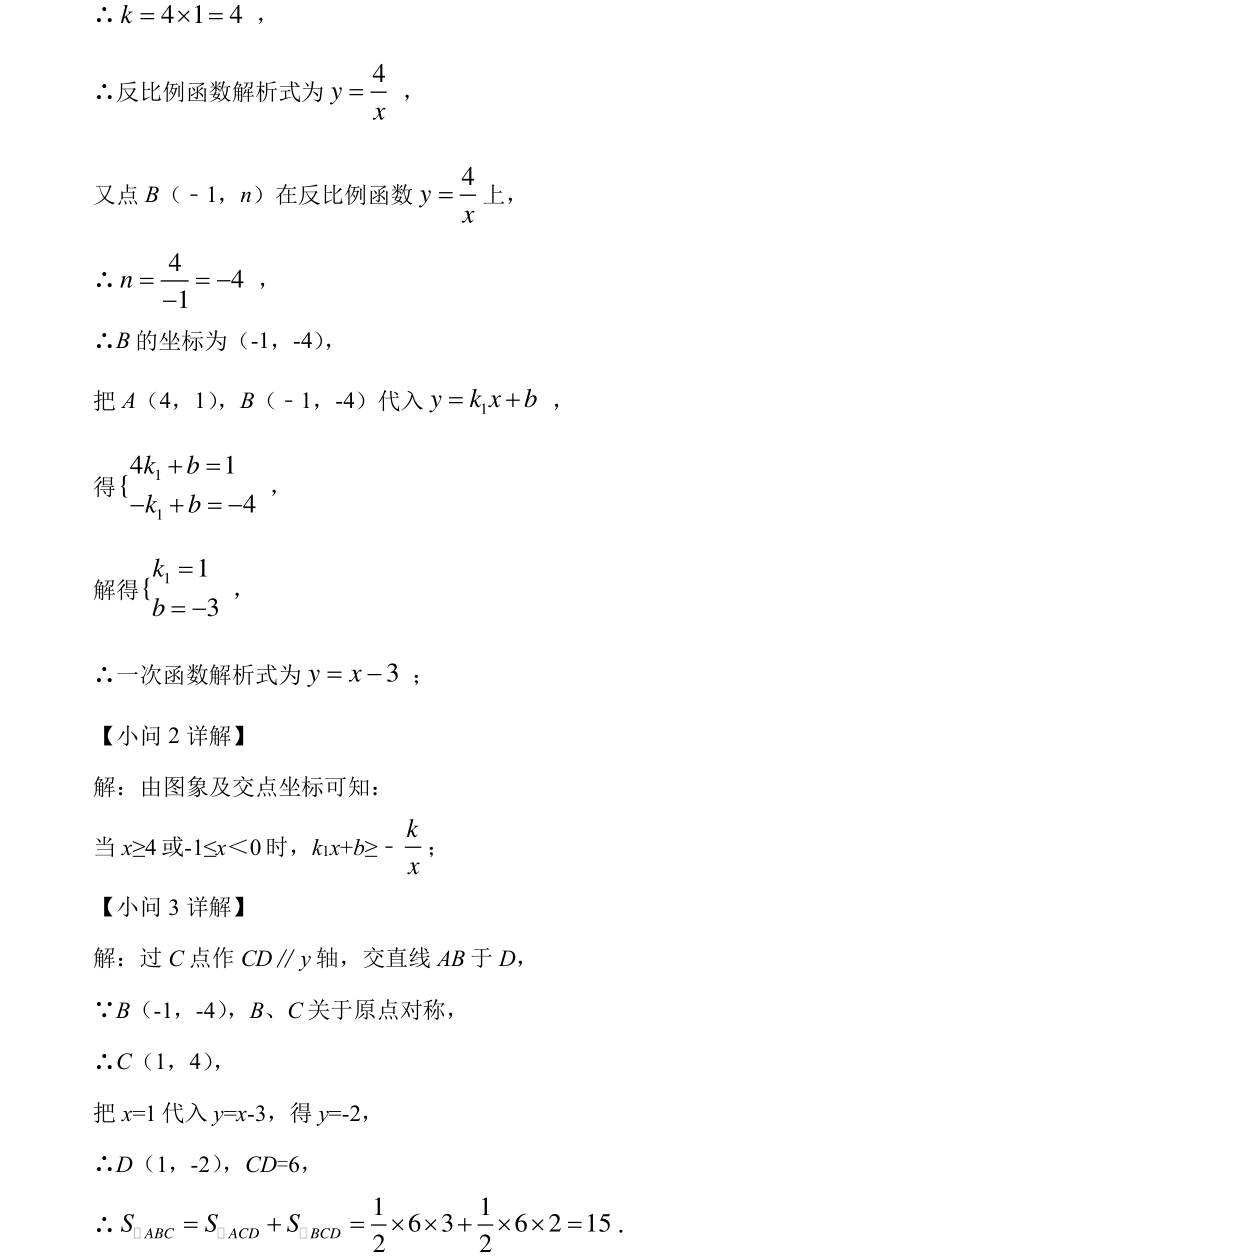 ∴ k = 4×1= 4 ，
∴反比例函数解析式为 y = 4/x ，
又点 B（﹣1，n）在反比例函数 y = 4/x 上，
∴ n = 4/−1 = −4 ，
∴B 的坐标为（-1，-4），
把 A（4，1），B（﹣1，-4）代入 y = k₁x + b ，
得{4k₁ + b = 1
−k₁ + b = −4 ，
解得{k₁ = 1
b = −3 ，
∴一次函数解析式为 y = x − 3 ；
【小问 2 详解】
解：由图象及交点坐标可知：
当 x≥4 或-1≤x＜0 时，k₁x+b≥﹣k/x；
【小问 3 详解】
解：过 C 点作 CD∥y 轴，交直线 AB 于 D，
∵B（-1，-4），B、C 关于原点对称，
∴C（1，4），
把 x=1 代入 y=x-3，得 y=-2，
∴D（1，-2），CD=6，
∴ S□ABC = S□ACD + S□BCD = 1/2 ×6×3+ 1/2 ×6×2 =15 .